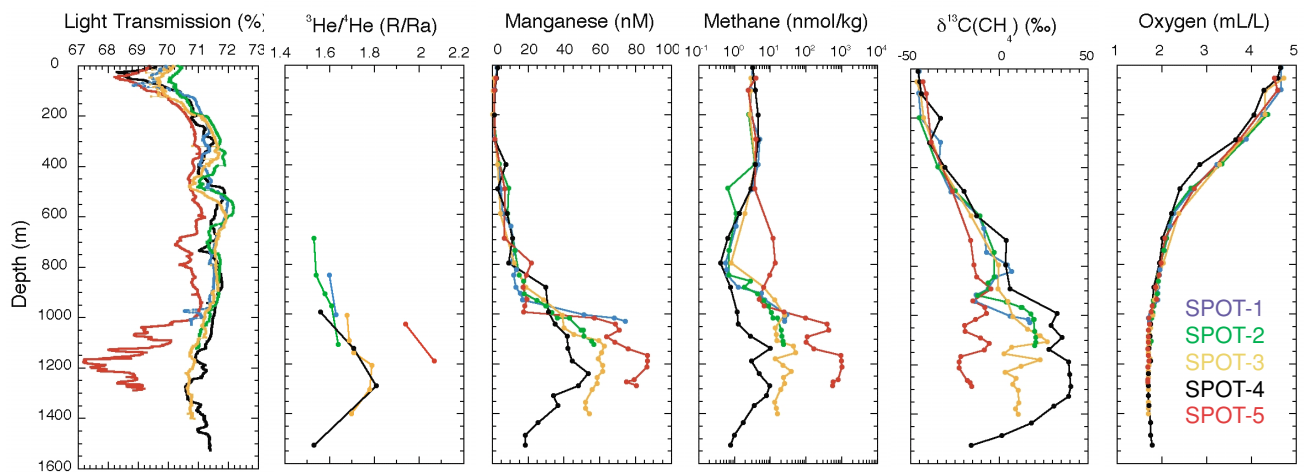 Light Transmission (%)
67 68 69 70 71 72 73
³He/⁴He (R/Ra)
1.4 1.6 1.8 2 2.2
Manganese (nM)
0 20 40 60 80 100
Methane (nmol/kg)
10⁻¹ 10⁰ 10¹ 10² 10³ 10⁴
δ¹³C(CH₄) (‰)
-50 0 50
Oxygen (mL/L)
1 2 3 4 5
Depth (m)
0
200
400
600
800
1000
1200
1400
1600
SPOT-1
SPOT-2
SPOT-3
SPOT-4
SPOT-5